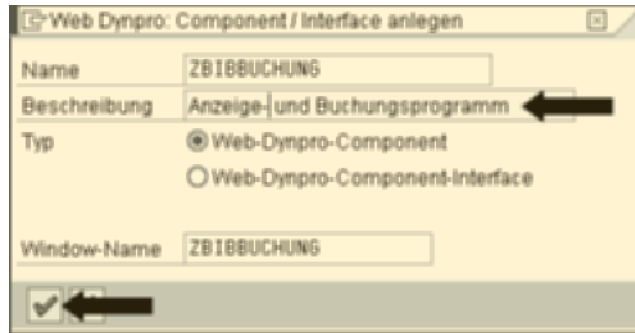 Web Dynpro: Component / Interface anlegen
Name ZBIBBUCHUNG
Beschreibung Anzeige- und Buchungsprogramm
Typ Web-Dynpro-Component
Web-Dynpro-Component-Interface
Window-Name ZBIBBUCHUNG